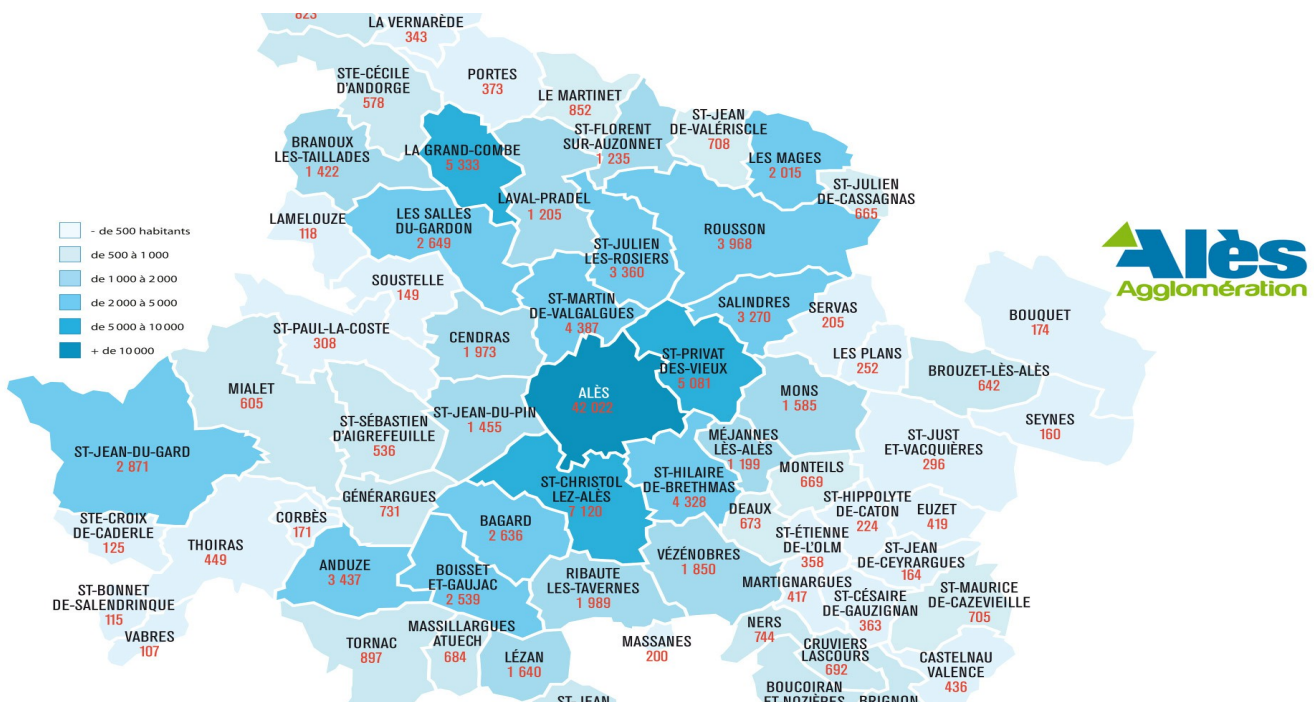 823
LA VERNARÈDE
343
STE-CÉCILE
D'ANDORGE
578
PORTES
373
LE MARTINET
852
ST-FLORENT
SUR-AUZONNET
1 235
ST-JEAN
DE-VALÉRISCLE
708
BRANOUX
LES-TAILLADES
1 422
LA GRAND-COMBE
5 333
LES MAGES
2 015
ST-JULIEN
DE-CASSAGNAS
665
LAMELOUZE
118
LES SALLES
DU-GARDON
2 649
LAVAL-PRADEL
1 205
ST-JULIEN
LES-ROSIERS
3 360
ROUSSON
3 968
- de 500 habitants
de 500 à 1 000
de 1 000 à 2 000
de 2 000 à 5 000
de 5 000 à 10 000
+ de 10 000
Alès
Agglomération
SOUSTELLE
149
ST-MARTIN
DE-VALGALGUES
4 387
SALINDRES
3 270
SERVAS
205
BOUQUET
174
ST-PAUL-LA-COSTE
308
CENDRAS
1 973
ST-PRIVAT
DES-VIEUX
5 081
LES PLANS
252
BROUZET-LÈS-ALÈS
642
MIALET
605
ALÈS
42 022
MONS
1 585
ST-SÉBASTIEN
D'AIGREFEUILLE
536
ST-JEAN-DU-PIN
1 455
SEYNES
160
ST-JEAN-DU-GARD
2 871
MÉJANNES
LÈS-ALÈS
1 199
ST-JUST
ET-VACQUIÈRES
296
ST-CHRISTOL
LEZ-ALÈS
7 120
ST-HILAIRE
DE-BRETHMAS
4 328
MONTEILS
669
GÉNÉRARGUES
731
ST-HIPPOLYTE
DE-CATON
224
EUZET
419
STE-CROIX
DE-CADERLE
125
CORBÈS
171
BAGARD
2 636
DEAUX
673
THOIRAS
449
ST-ÉTIENNE
DE-L'OLM
358
ST-JEAN
DE-CEYRARGUES
164
ANDUZE
3 437
BOISSET
ET-GAUJAC
2 539
RIBAUTE
LES-TAVERNES
1 989
VÉZÉNOBRES
1 850
MARTIGNARGUES
417
ST-CÉSAIRE
DE-GAUZIGNAN
363
ST-MAURICE
DE-CAZEVIEILLE
705
ST-BONNET
DE-SALENDRINQUE
115
VABRES
107
TORNAC
897
MASSILLARGUES
ATUECH
684
LÉZAN
1 640
MASSANES
200
NERS
744
CRUVIERS
LASCOURS
692
CASTELNAU
VALENCE
436
ST-JEAN
BOUCOIRAN
ET-NOZIÈRES
BRIGNON